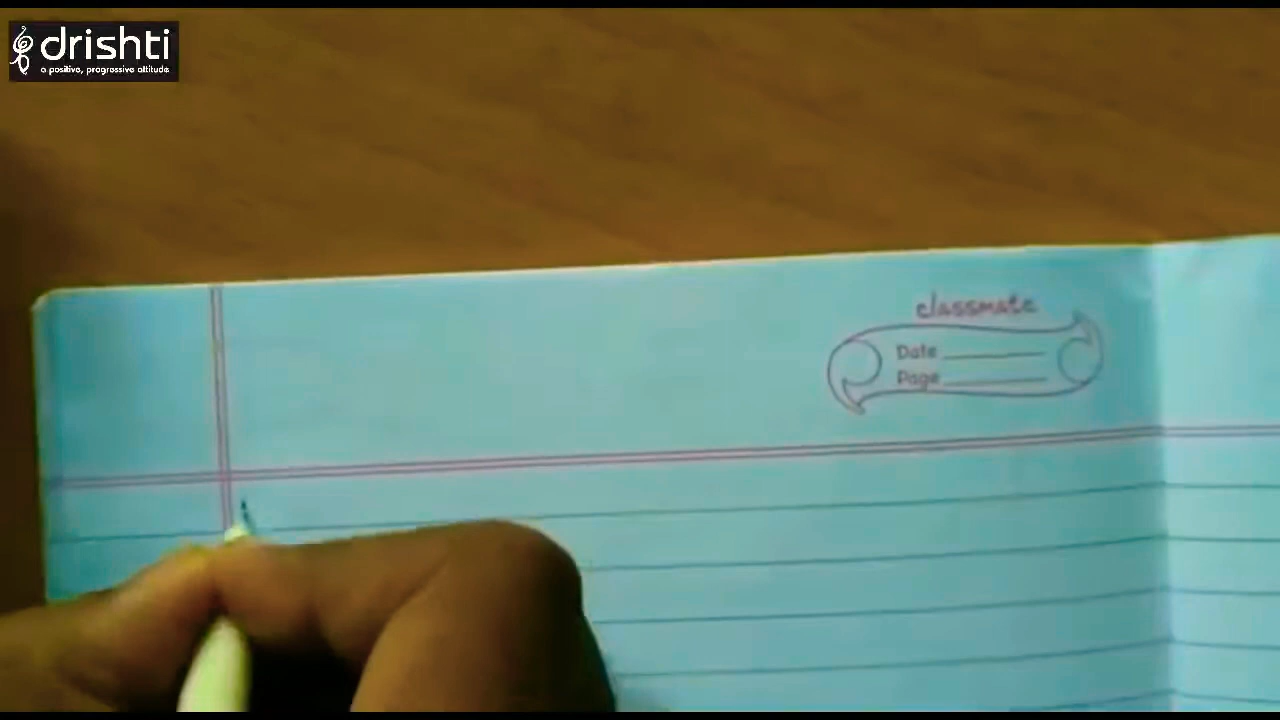 drishti
a positive, progressive attitude
classmate
Date
Page